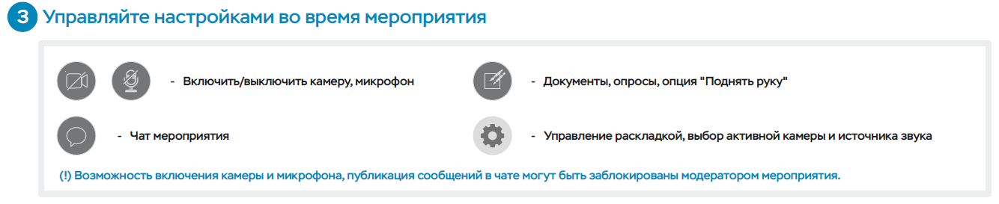 3 Управляйте настройками во время мероприятия
- Включить/выключить камеру, микрофон
- Документы, опросы, опция "Поднять руку"
- Чат мероприятия
- Управление раскладкой, выбор активной камеры и источника звука
(!) Возможность включения камеры и микрофона, публикация сообщений в чате могут быть заблокированы модератором мероприятия.